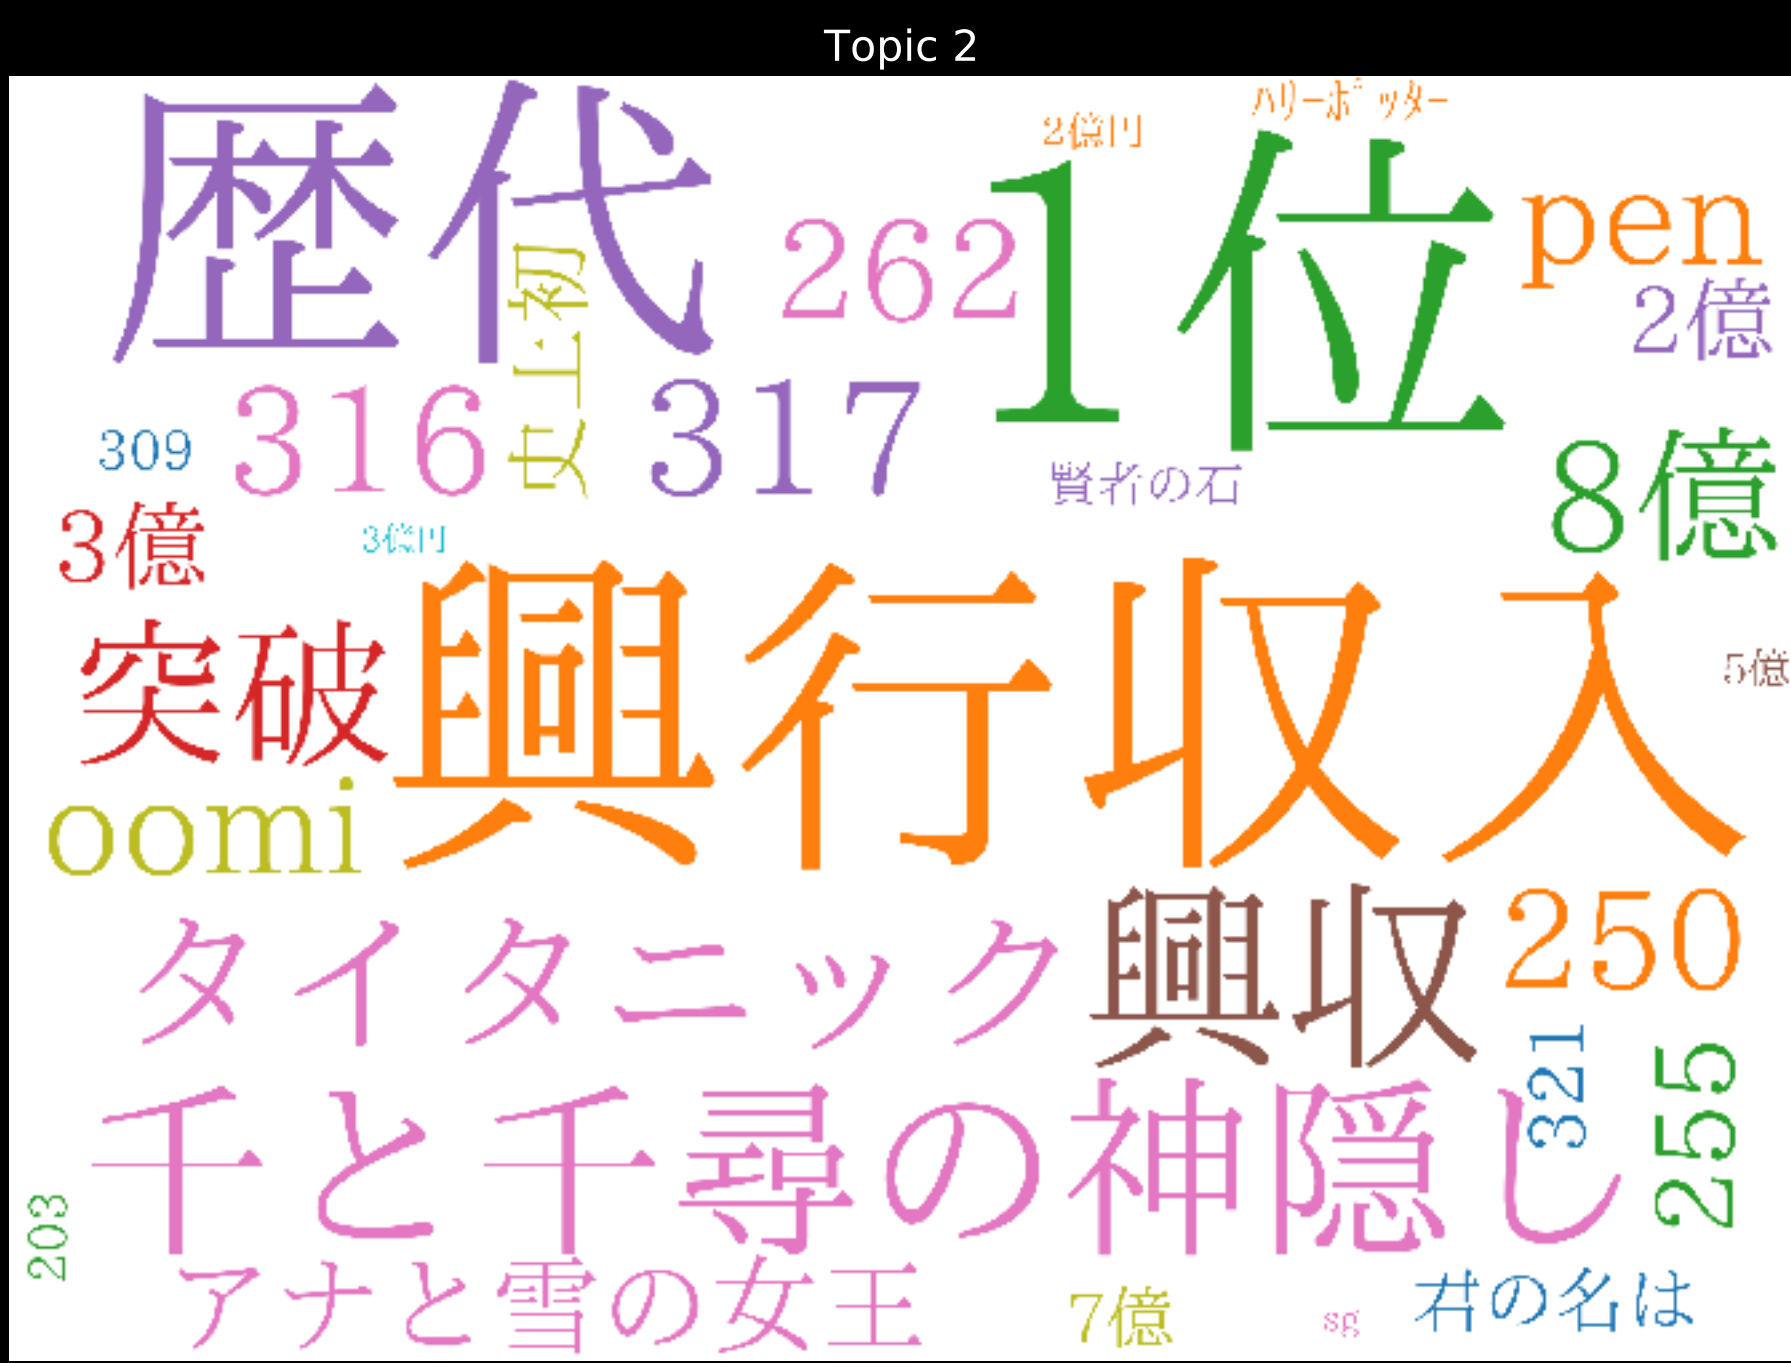 Topic 2
ﾊﾘｰﾎﾟｯﾀｰ
歴代
2億円
1位
pen
262
2億
史上初
316
317
309
賢者の石
8億
3億
3億円
興行収入
突破
5億
oomi
タイタニック
興収
250
321
255
千と千尋の神隠し
203
アナと雪の女王
7億
sg
君の名は